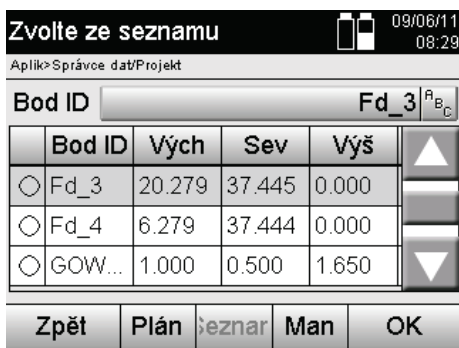 Zvolte ze seznamu 09/06/11
08:29
Aplik>Správce dat/Projekt
Bod ID Fd_3 ABC
Bod ID Vých Sev Výš
Fd_3 20.279 37.445 0.000
Fd_4 6.279 37.444 0.000
GOW... 1.000 0.500 1.650
Zpět Plán Seznam Man OK